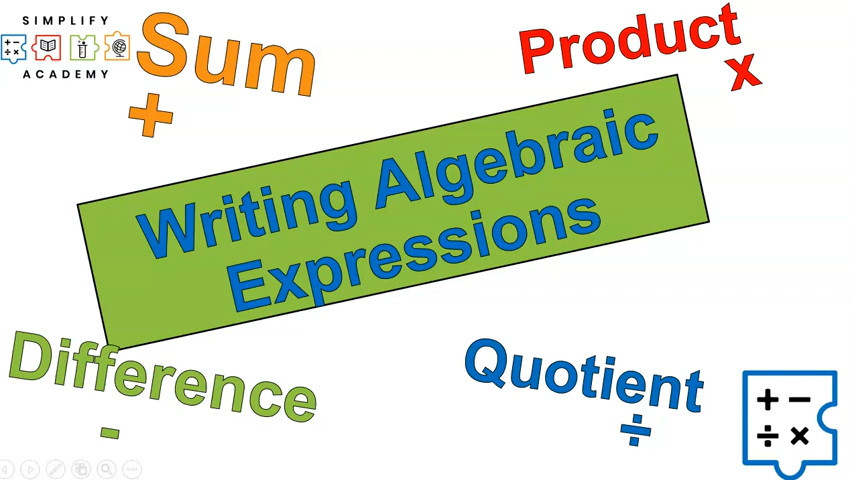 SIMPLIFY
ACADEMY
Sum
+
Product
x
Writing Algebraic
Expressions
Difference
-
Quotient
÷
+ −
÷ ×